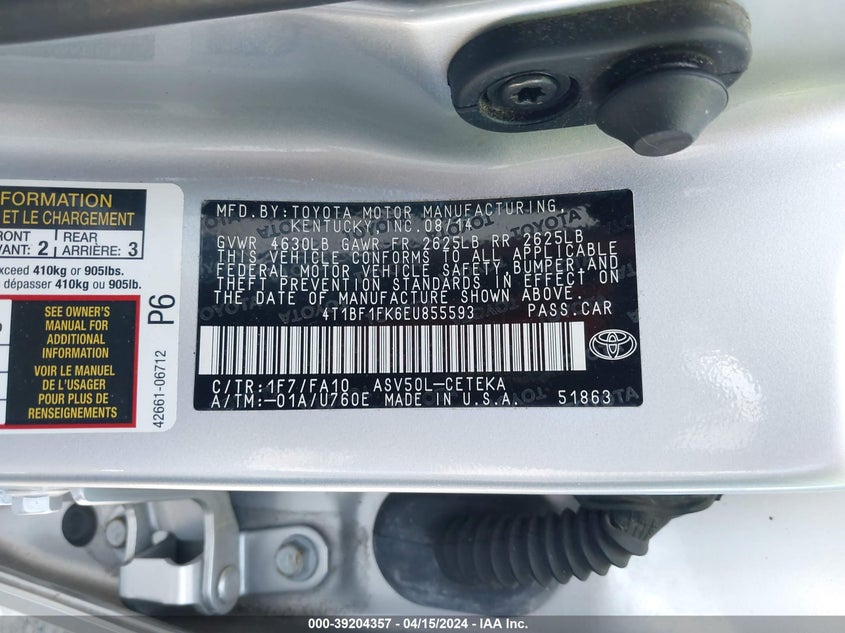 FORMATION
ET LE CHARGEMENT
FRONT
VANT: 2
REAR
ARRIÈRE: 3
xceed 410kg or 905lbs.
dépasser 410kg ou 905lb.
SEE OWNER'S
MANUAL FOR
ADDITIONAL
INFORMATION
VOIR LE MANUEL
DE L'USAGER
POUR PLUS DE
RENSEIGNEMENTS
P6
42661-06712
MFD.BY:TOYOTA MOTOR MANUFACTURING,
KENTUCKY, INC.08/14
GVWR 4630LB GAWR FR 2625LB RR 2625LB
THIS VEHICLE CONFORMS TO ALL APPLICABLE
FEDERAL MOTOR VEHICLE SAFETY,BUMPER,AND
THEFT PREVENTION STANDARDS IN EFFECT ON
THE DATE OF MANUFACTURE SHOWN ABOVE.
4T1BF1FK6EU855593 PASS.CAR
C/TR:1F7/FA10 ASV50L-CETEKA
A/TM:-01A/U760E MADE IN U.S.A. 51863
000-39204357 - 04/15/2024 - IAA Inc.